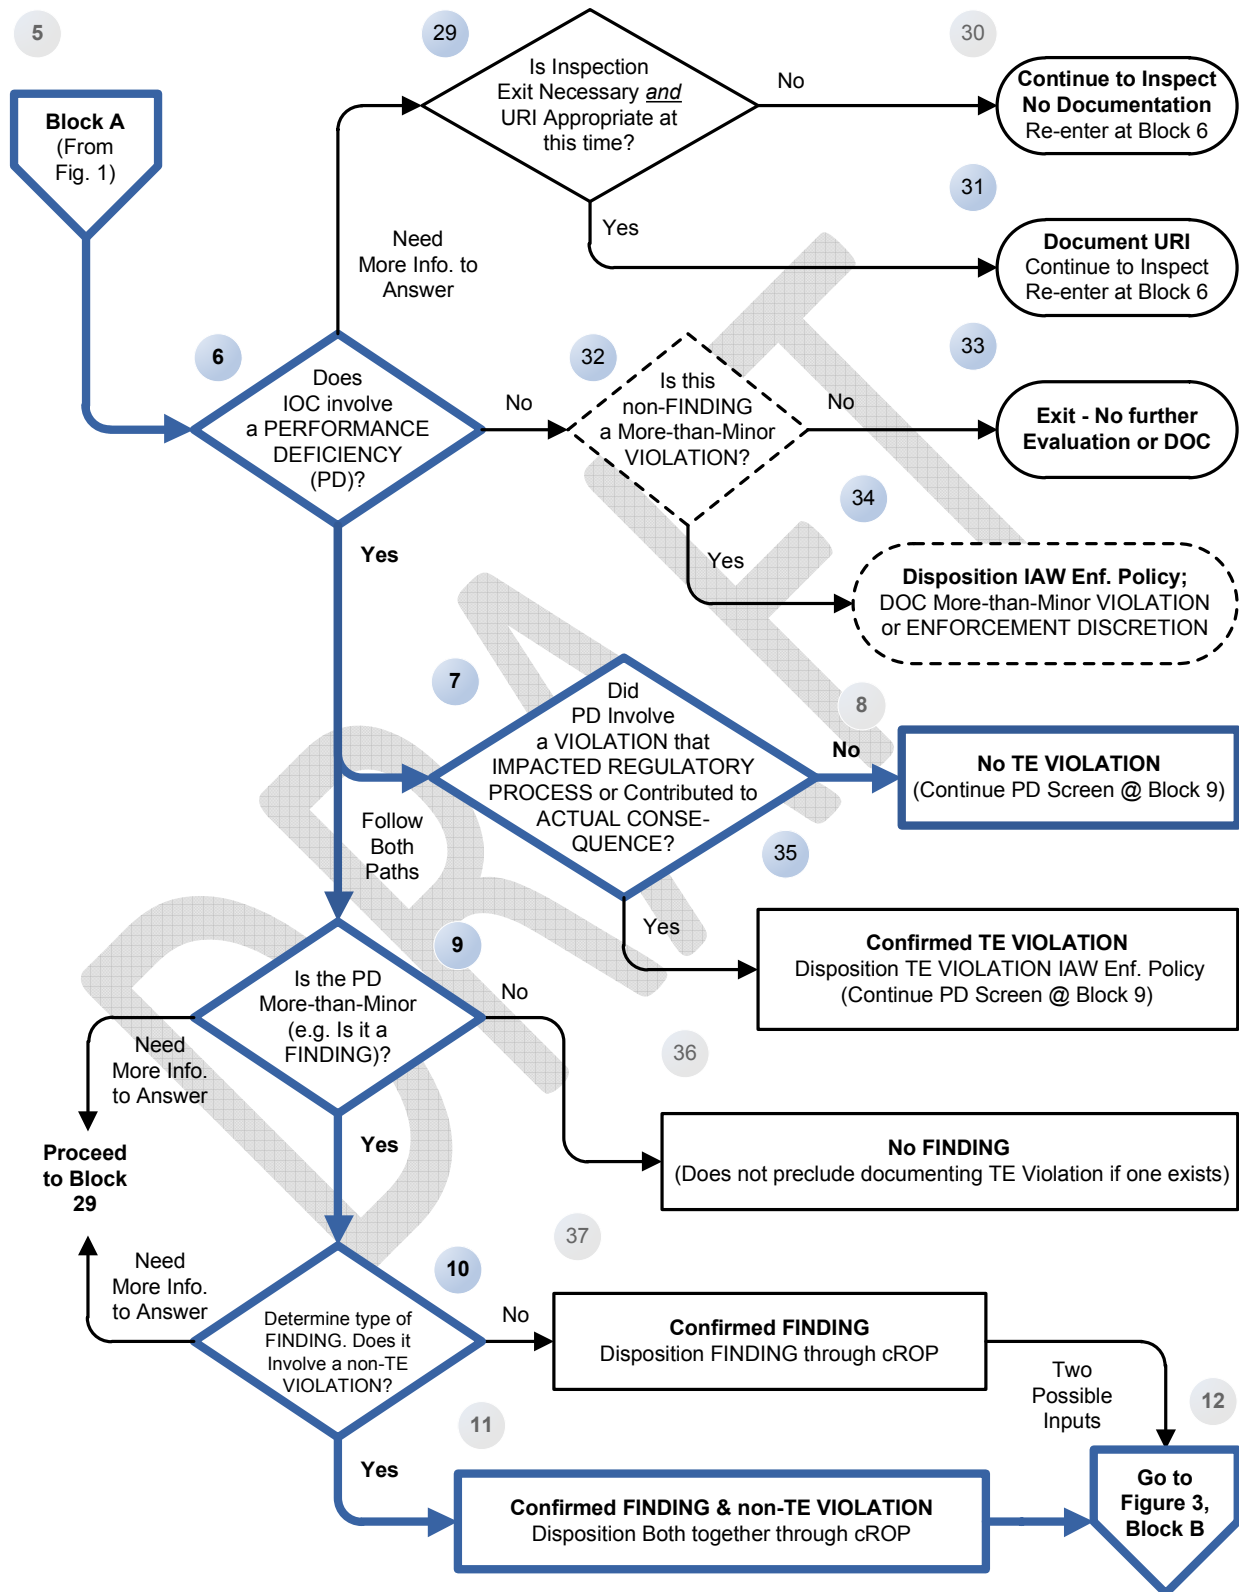 5
Block A
(From
Fig. 1)
29
Is Inspection
Exit Necessary and
URI Appropriate at
this time?
No
30
Continue to Inspect
No Documentation
Re-enter at Block 6
Yes
31
Document URI
Continue to Inspect
Re-enter at Block 6
Need
More Info. to
Answer
6
Does
IOC involve
a PERFORMANCE
DEFICIENCY
(PD)?
No
32
Is this
non-FINDING
a More-than-Minor
VIOLATION?
No
33
Exit - No further
Evaluation or DOC
Yes
34
Disposition IAW Enf. Policy;
DOC More-than-Minor VIOLATION
or ENFORCEMENT DISCRETION
Yes
7
Did
PD Involve
a VIOLATION that
IMPACTED REGULATORY
PROCESS or Contributed to
ACTUAL CONSE-
QUENCE?
No
8
No TE VIOLATION
(Continue PD Screen @ Block 9)
Follow
Both
Paths
35
Yes
Confirmed TE VIOLATION
Disposition TE VIOLATION IAW Enf. Policy
(Continue PD Screen @ Block 9)
9
Is the PD
More-than-Minor
(e.g. Is it a
FINDING)?
No
Need
More Info.
to Answer
36
No FINDING
(Does not preclude documenting TE Violation if one exists)
Yes
Proceed
to Block
29
Need
More Info.
to Answer
10
Determine type of
FINDING. Does it
Involve a non-TE
VIOLATION?
No
37
Confirmed FINDING
Disposition FINDING through cROP
Two
Possible
Inputs
12
Yes
11
Confirmed FINDING & non-TE VIOLATION
Disposition Both together through cROP
Go to
Figure 3,
Block B
DRAFT